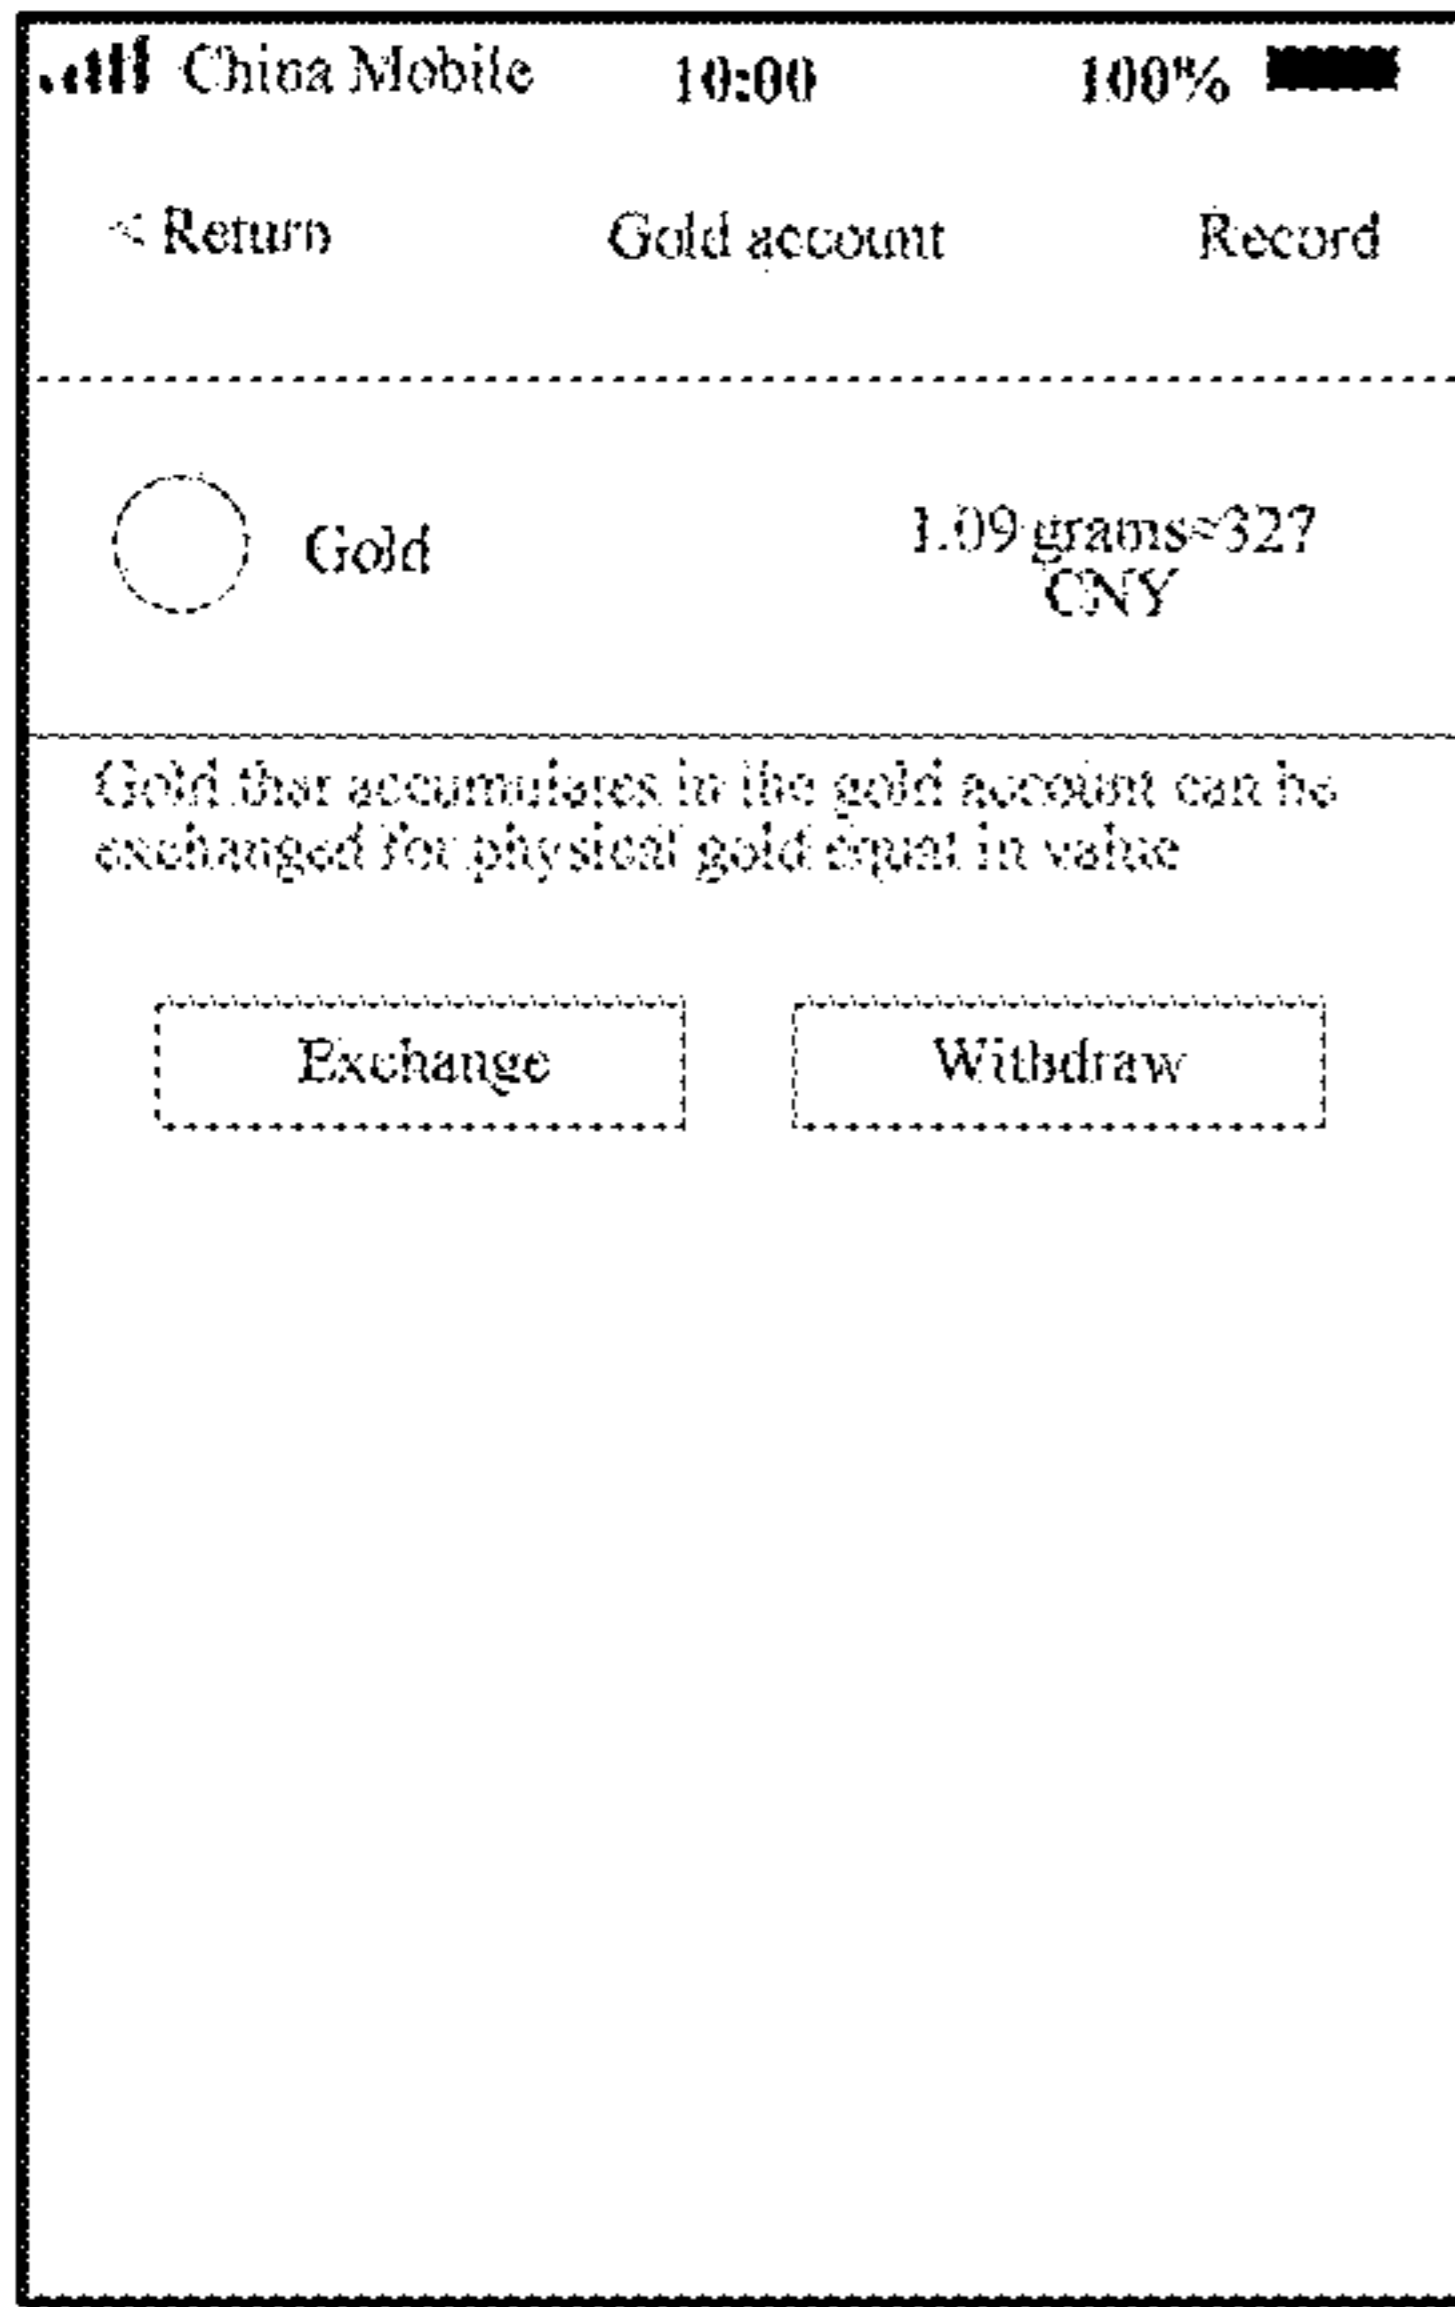 China Mobile 10:00 100%
< Return Gold account Record
Gold
1.09 grams≈327
CNY
Gold that accumulates in the gold account can be
exchanged for physical gold equal in value
Exchange Withdraw